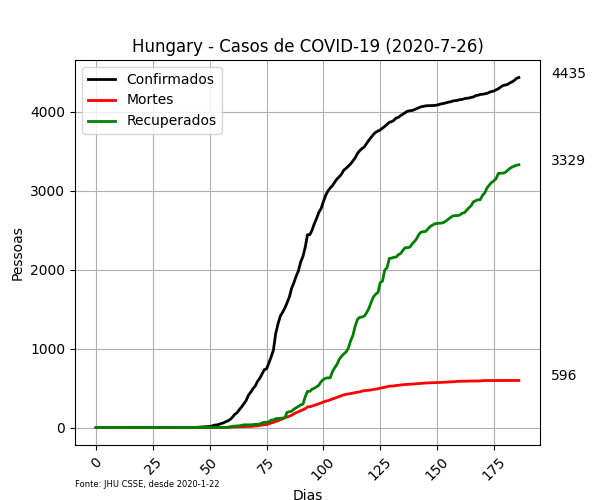 Hungary - Casos de COVID-19 (2020-7-26)
Confirmados
Mortes
Recuperados
4435
3329
596
Pessoas
4000
3000
2000
1000
0
0
25
50
75
100
125
150
175
Dias
Fonte: JHU CSSE, desde 2020-1-22